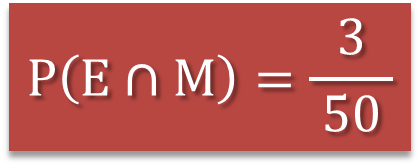 P(E ∩ M) = 3/50